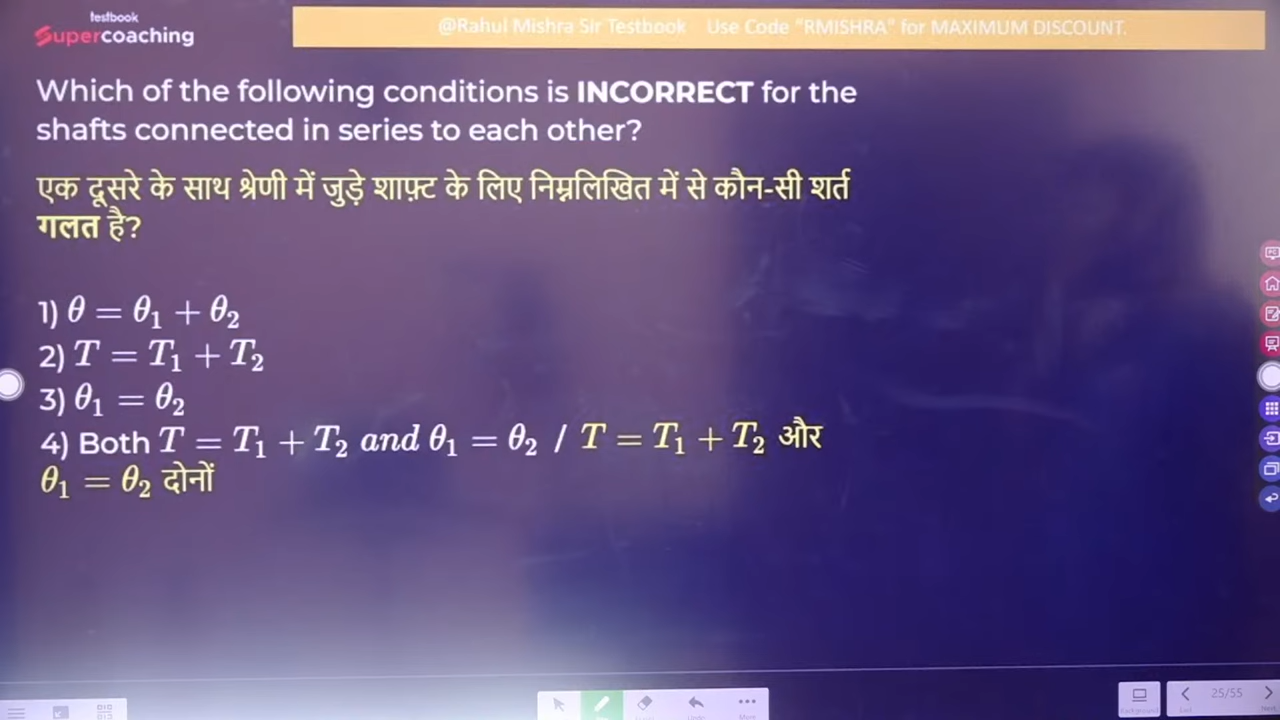 testbook
Supercoaching
@Rahul Mishra Sir Testbook Use Code "RMISHRA" for MAXIMUM DISCOUNT.
Which of the following conditions is INCORRECT for the
shafts connected in series to each other?
एक दूसरे के साथ श्रेणी में जुड़े शाफ़्ट के लिए निम्नलिखित में से कौन-सी शर्त
गलत है?
1) θ = θ₁ + θ₂
2) T = T₁ + T₂
3) θ₁ = θ₂
4) Both T = T₁ + T₂ and θ₁ = θ₂ / T = T₁ + T₂ और
θ₁ = θ₂ दोनों
25/55
Background